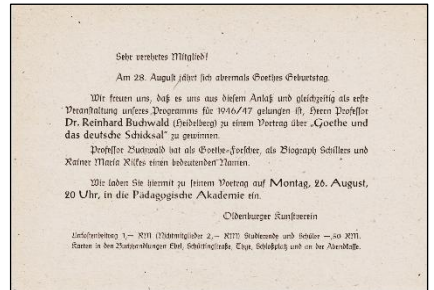 Sehr verehrtes Mitglied!
Am 28. August jährt sich abermals Goethes Geburtstag.
Wir freuen uns, daß es uns aus diesem Anlaß und gleichzeitig als erste
Veranstaltung unseres Programms für 1946/47 gelungen ist, Herrn Professor
Dr. Reinhard Buchwald (Heidelberg) zu einem Vortrag über „Goethe und
das deutsche Schicksal" zu gewinnen.
Professor Buchwald hat als Goethe-Forscher, als Biograph Schillers und
Rainer Maria Rilkes einen bedeutenden Namen.
Wir laden Sie hiermit zu seinem Vortrag auf Montag, 26. August,
20 Uhr, in die Pädagogische Akademie ein.
Oldenburger Kunstverein
Unkostenbeitrag 1,— RM (Nichtmitglieder 2,— RM) Studierende und Schüler —,50 RM.
Karten in den Buchhandlungen Eßel, Schüttingstraße, Thye, Schloßplatz und an der Abendkasse.